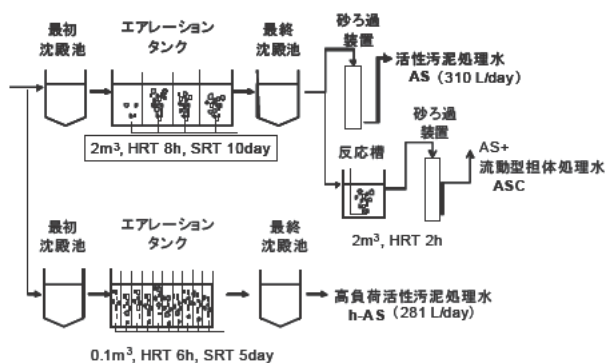 最初
沈殿池
エアレーション
タンク
最終
沈殿池
砂ろ過
装置
活性汚泥処理水
AS（310 L/day）
2m³, HRT 8h, SRT 10day
反応槽
砂ろ過
装置
AS+
流動型担体処理水
ASC
2m³, HRT 2h
最初
沈殿池
エアレーション
タンク
最終
沈殿池
高負荷活性汚泥処理水
h-AS（281 L/day）
0.1m³, HRT 6h, SRT 5day